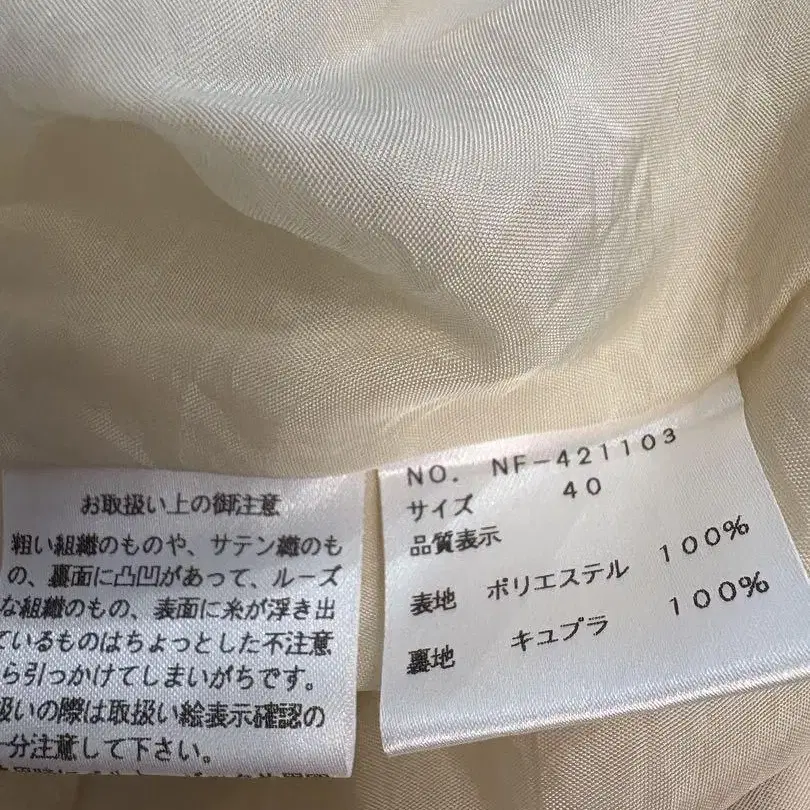 お取扱い上の御注意
粗い組織のものや、サテン織のも
の、裏面に凸凹があって、ルーズ
な組織のもの、表面に糸が浮き出
ているものはちょっとした不注意
ら引っかけてしまいがちです。
扱いの際は取扱い絵表示確認の
十分注意して下さい。
NO. NF-421103
サイズ 40
品質表示
表地 ポリエステル 100%
裏地 キュプラ 100%